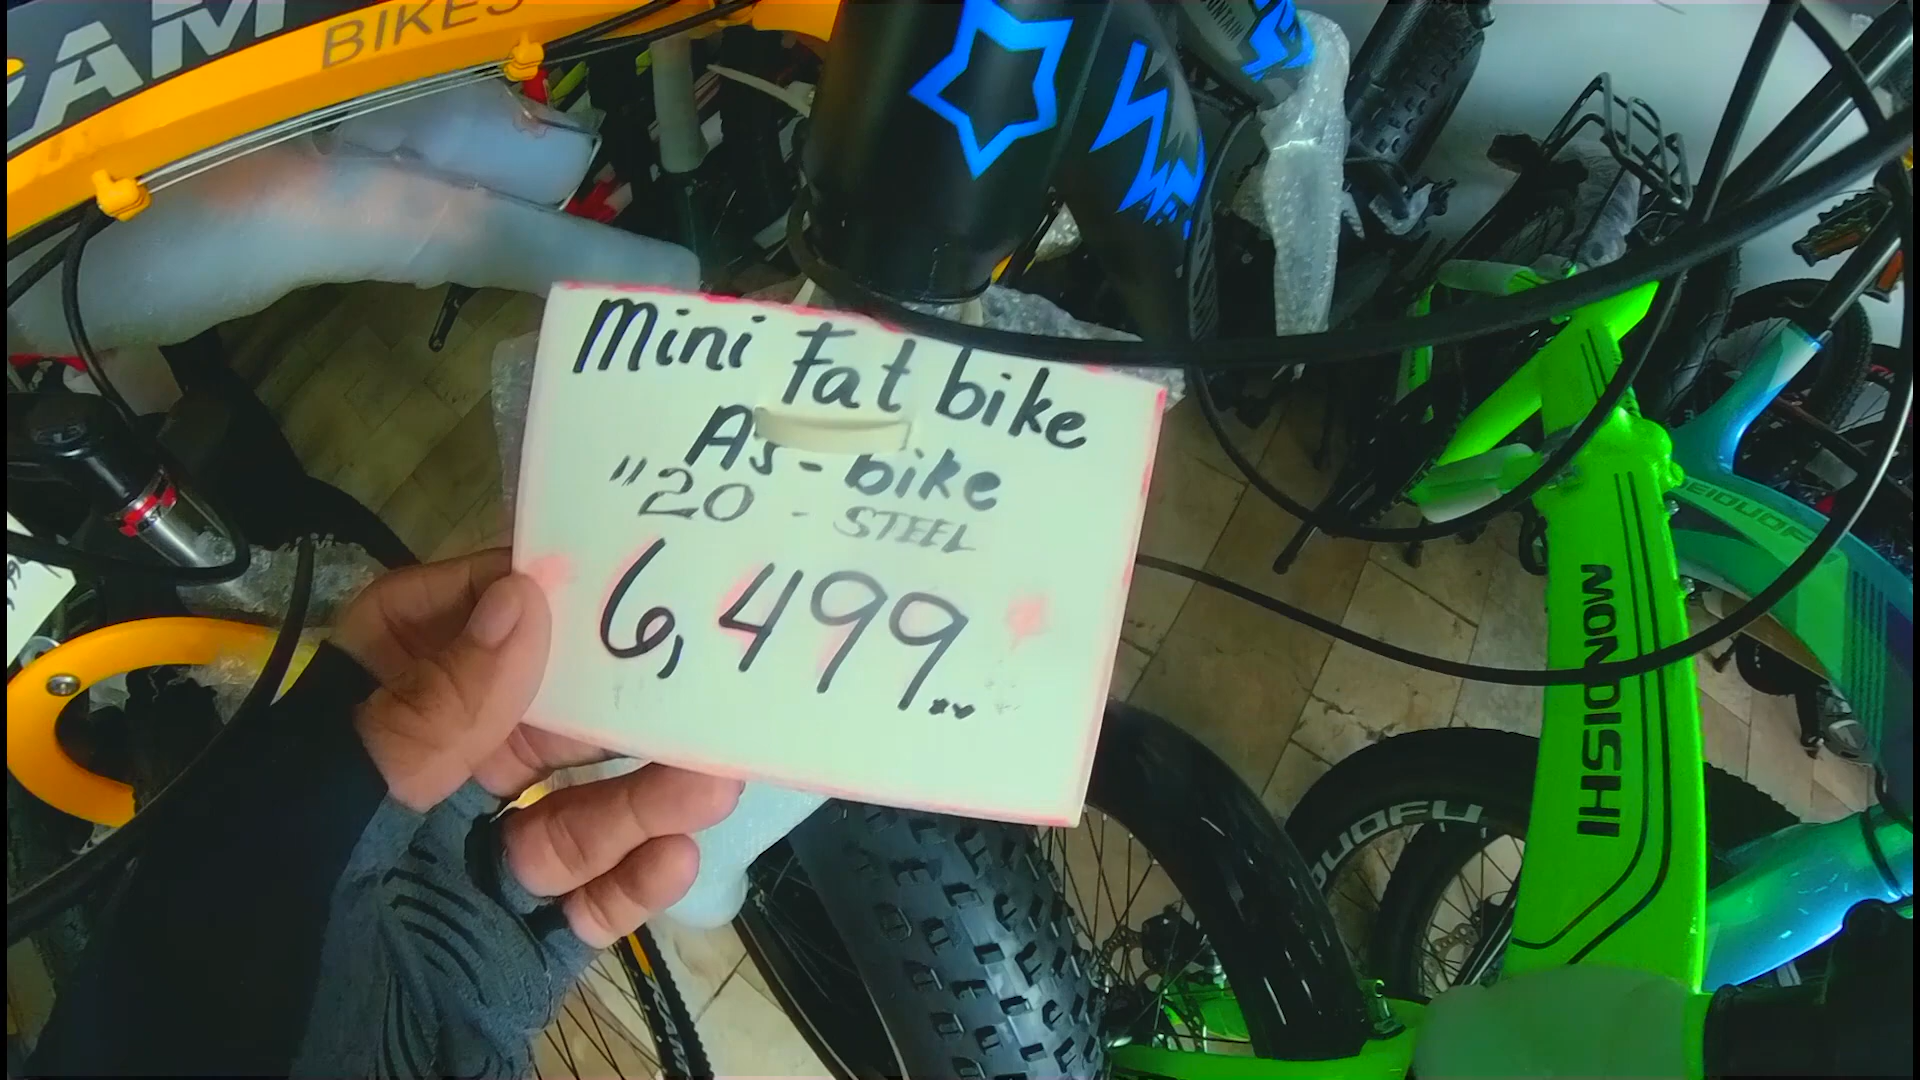 BIKES
Mini Fat bike
As-bike
"20 - STEEL
6,499..
MONDISHI